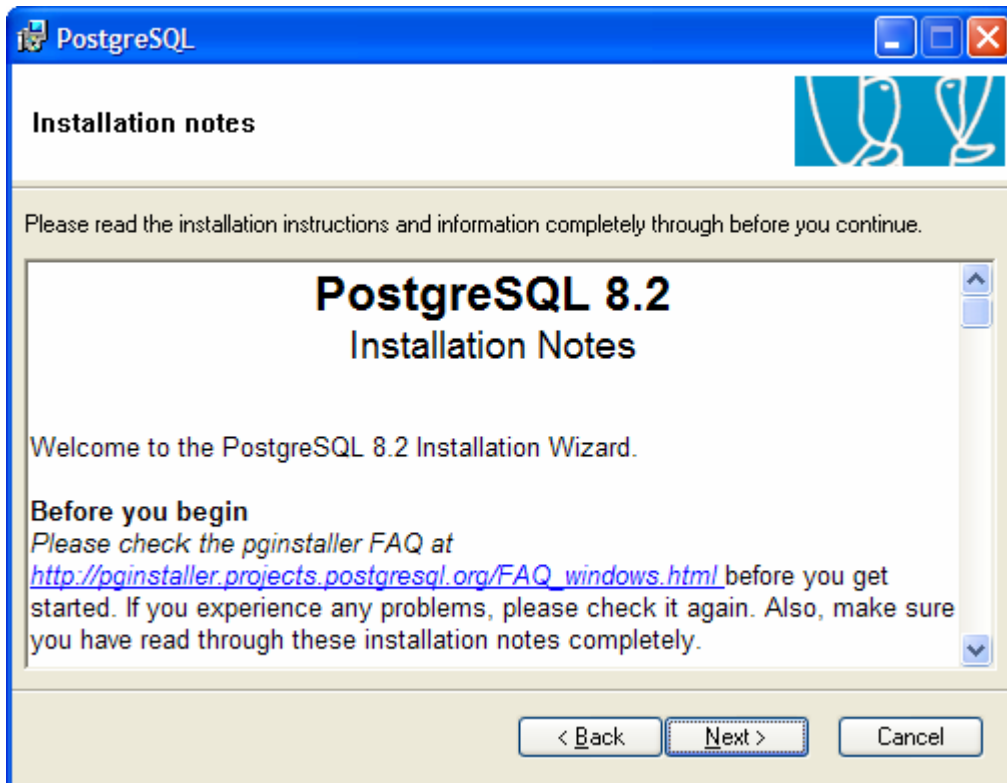 PostgreSQL
Installation notes
Please read the installation instructions and information completely through before you continue.
PostgreSQL 8.2
Installation Notes
Welcome to the PostgreSQL 8.2 Installation Wizard.
Before you begin
Please check the pginstaller FAQ at
http://pginstaller.projects.postgresql.org/FAQ_windows.html before you get
started. If you experience any problems, please check it again. Also, make sure
you have read through these installation notes completely.
< Back Next > Cancel